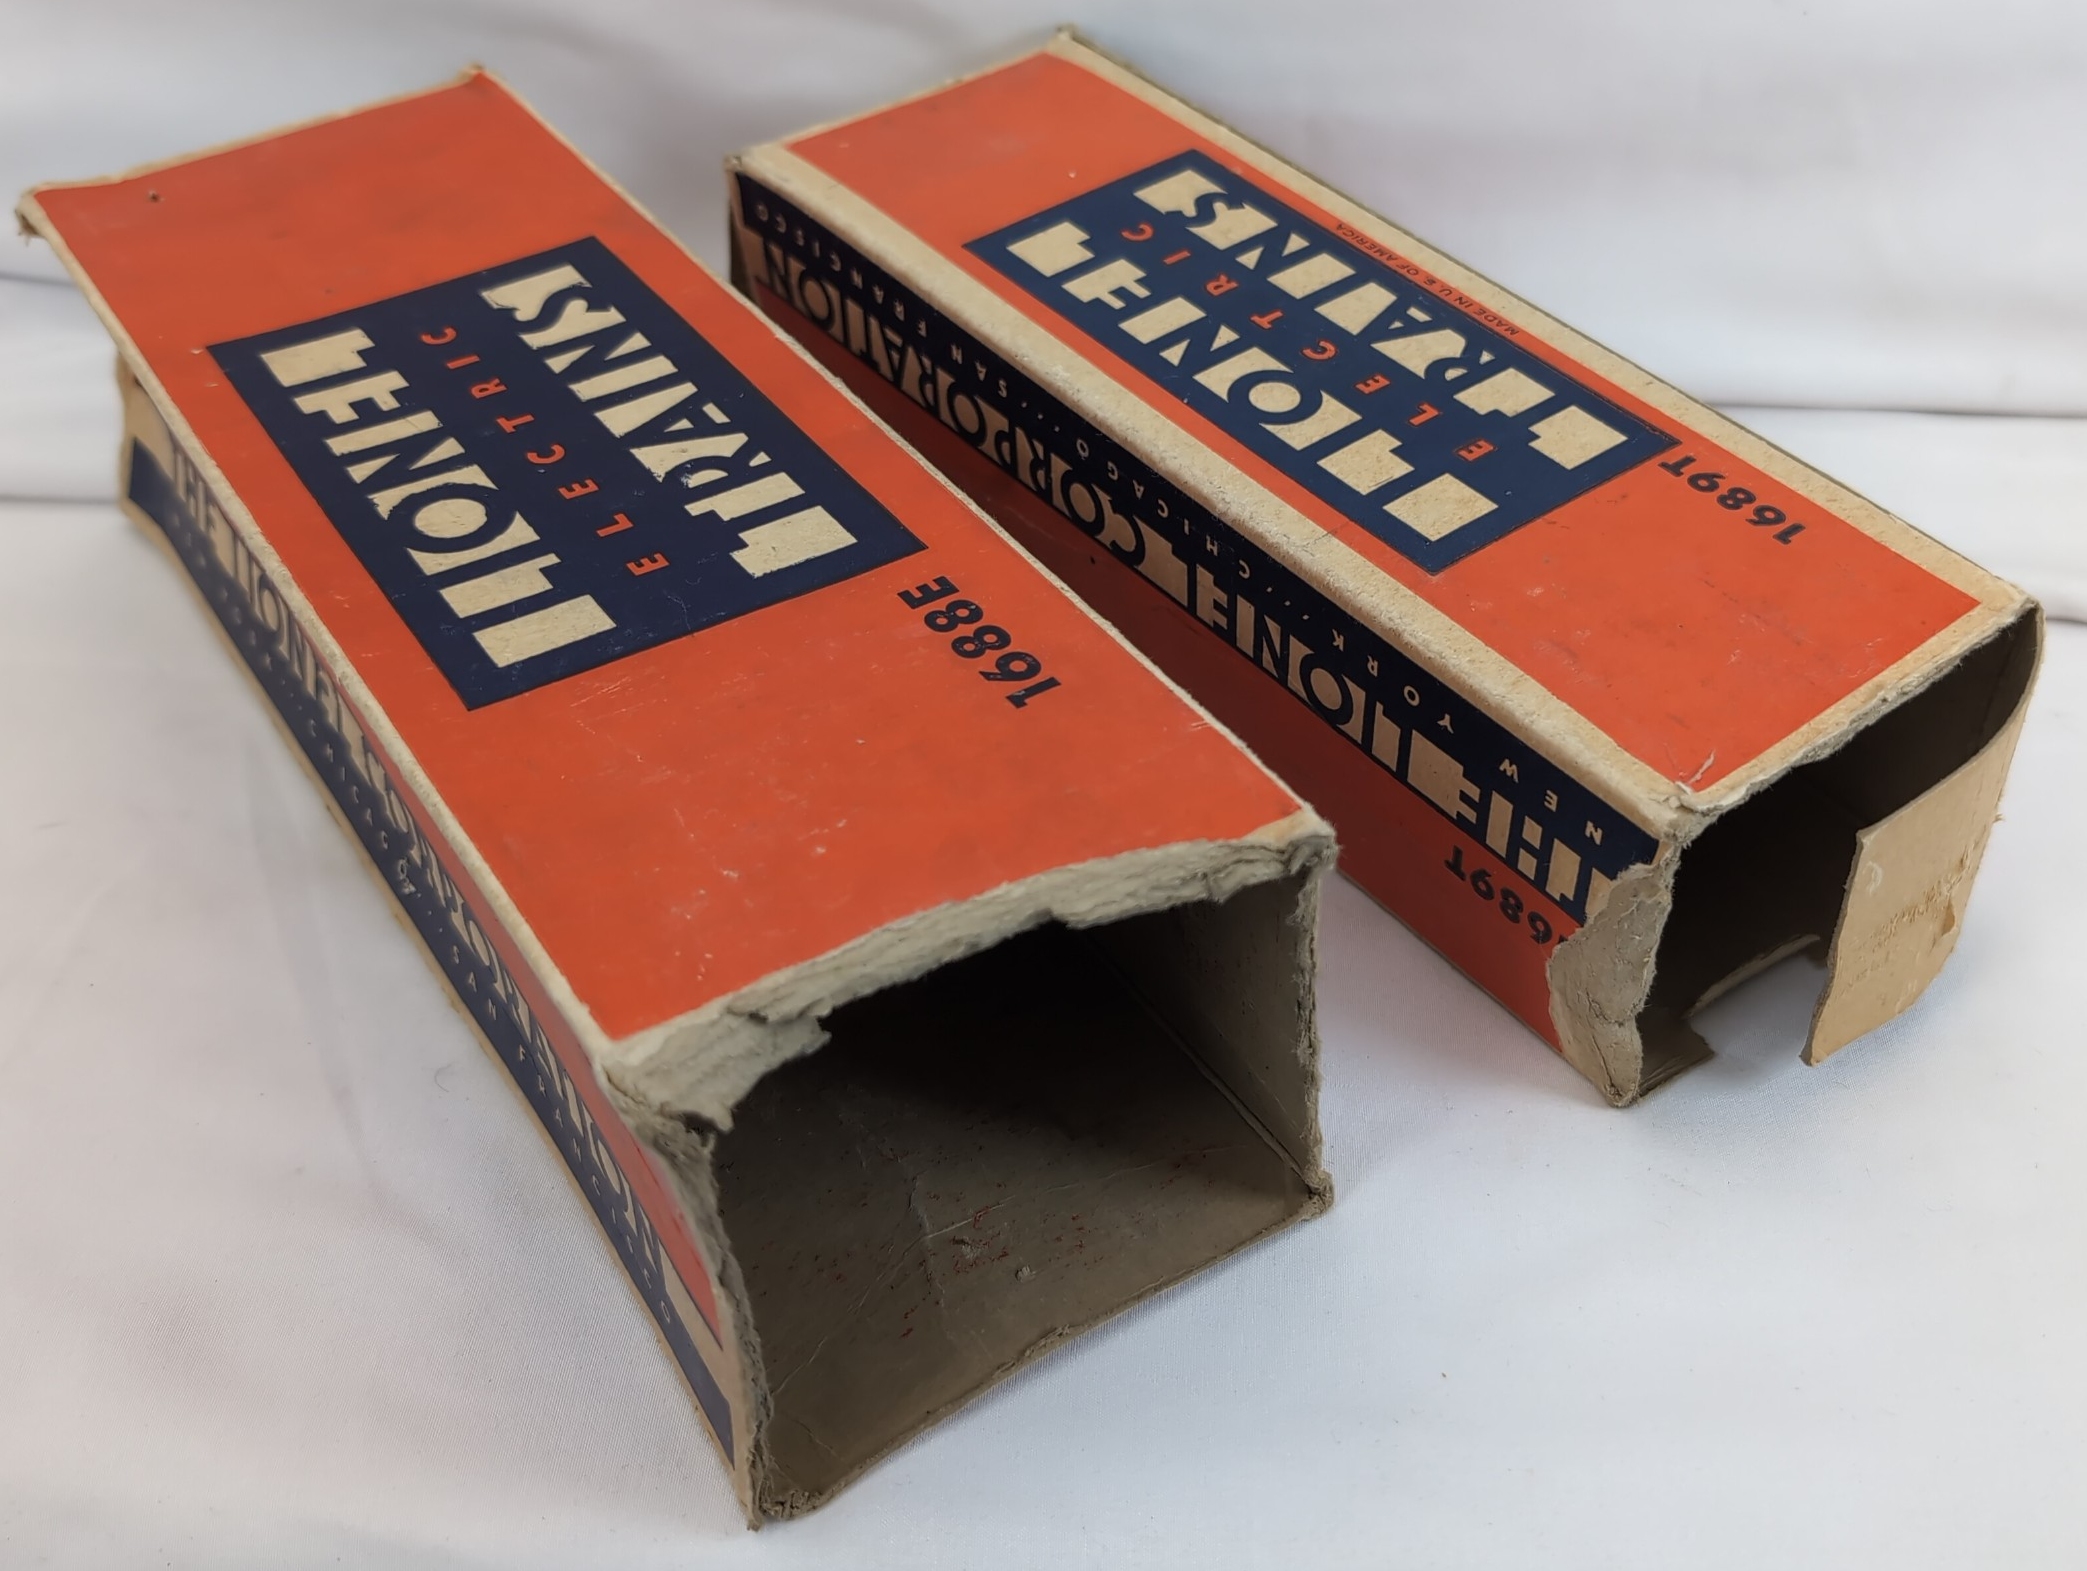 LIONEL
ELECTRIC
TRAINS
1688E
THE LIONEL CORPORATION
CHICAGO... SAN FRANCISCO
MADE IN U.S. OF AMERICA
LIONEL
ELECTRIC
TRAINS
1689T
THE LIONEL CORPORATION
NEW YORK... CHICAGO... SAN FRANCISCO
1689T